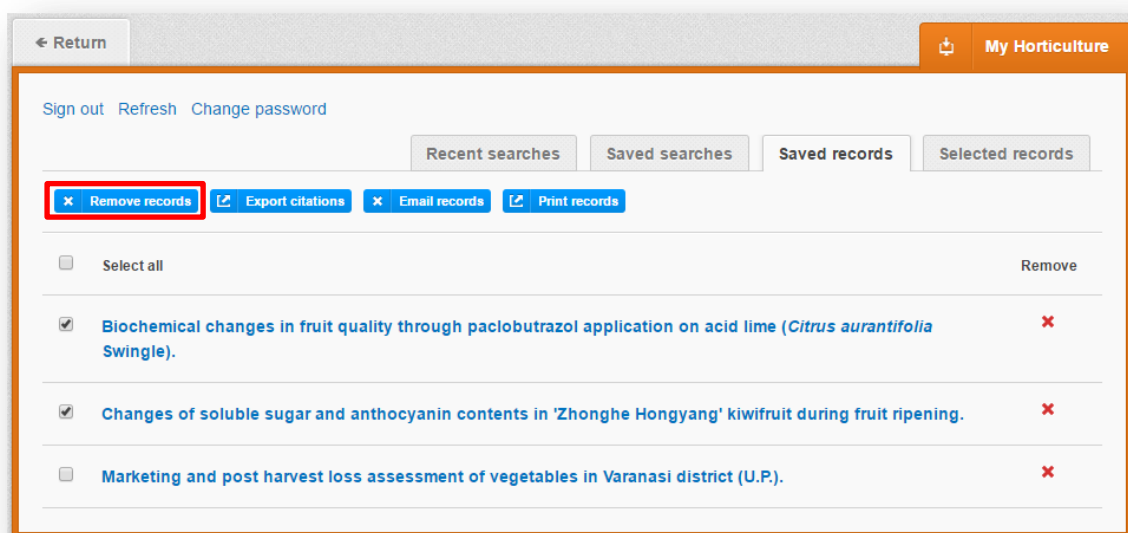 Return
My Horticulture
Sign out Refresh Change password
Recent searches Saved searches Saved records Selected records
Remove records Export citations Email records Print records
Select all Remove
Biochemical changes in fruit quality through paclobutrazol application on acid lime (Citrus aurantifolia
Swingle).
Changes of soluble sugar and anthocyanin contents in 'Zhonghe Hongyang' kiwifruit during fruit ripening.
Marketing and post harvest loss assessment of vegetables in Varanasi district (U.P.).